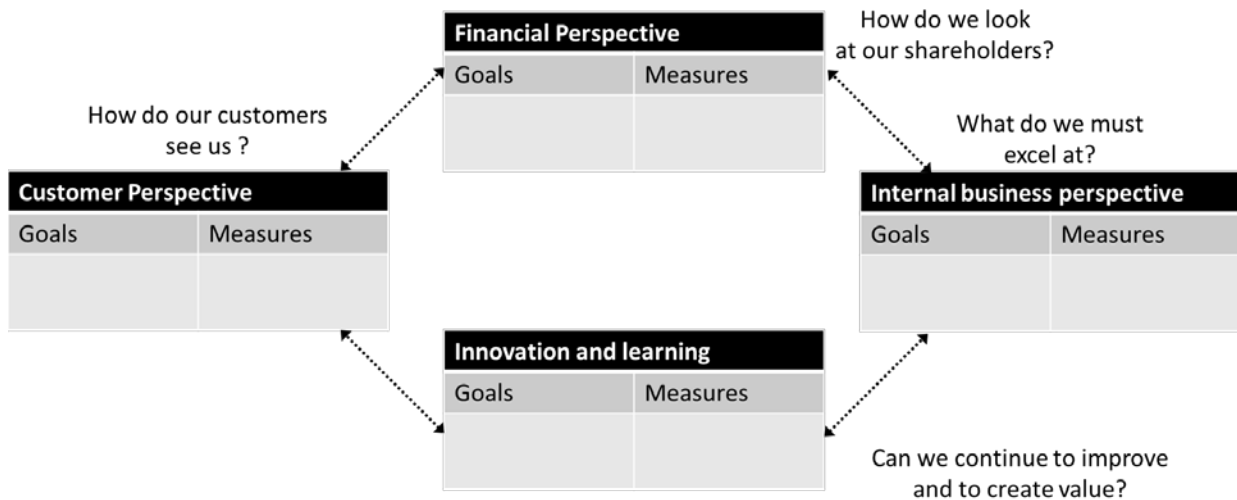 Financial Perspective
Goals Measures
How do we look
at our shareholders?
How do our customers
see us ?
Customer Perspective
Goals Measures
What do we must
excel at?
Internal business perspective
Goals Measures
Innovation and learning
Goals Measures
Can we continue to improve
and to create value?